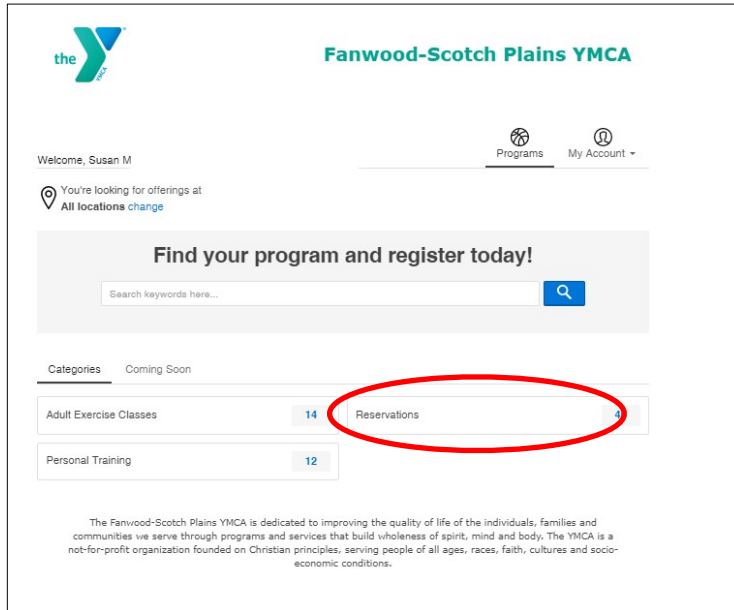 the
YMCA
Fanwood-Scotch Plains YMCA
Welcome, Susan M
Programs
My Account
You're looking for offerings at
All locations change
Find your program and register today!
Search keywords here...
Categories
Coming Soon
Adult Exercise Classes 14
Reservations 4
Personal Training 12
The Fanwood-Scotch Plains YMCA is dedicated to improving the quality of life of the individuals, families and
communities we serve through programs and services that build wholeness of spirit, mind and body. The YMCA is a
not-for-profit organization founded on Christian principles, serving people of all ages, races, faith, cultures and socio-
economic conditions.